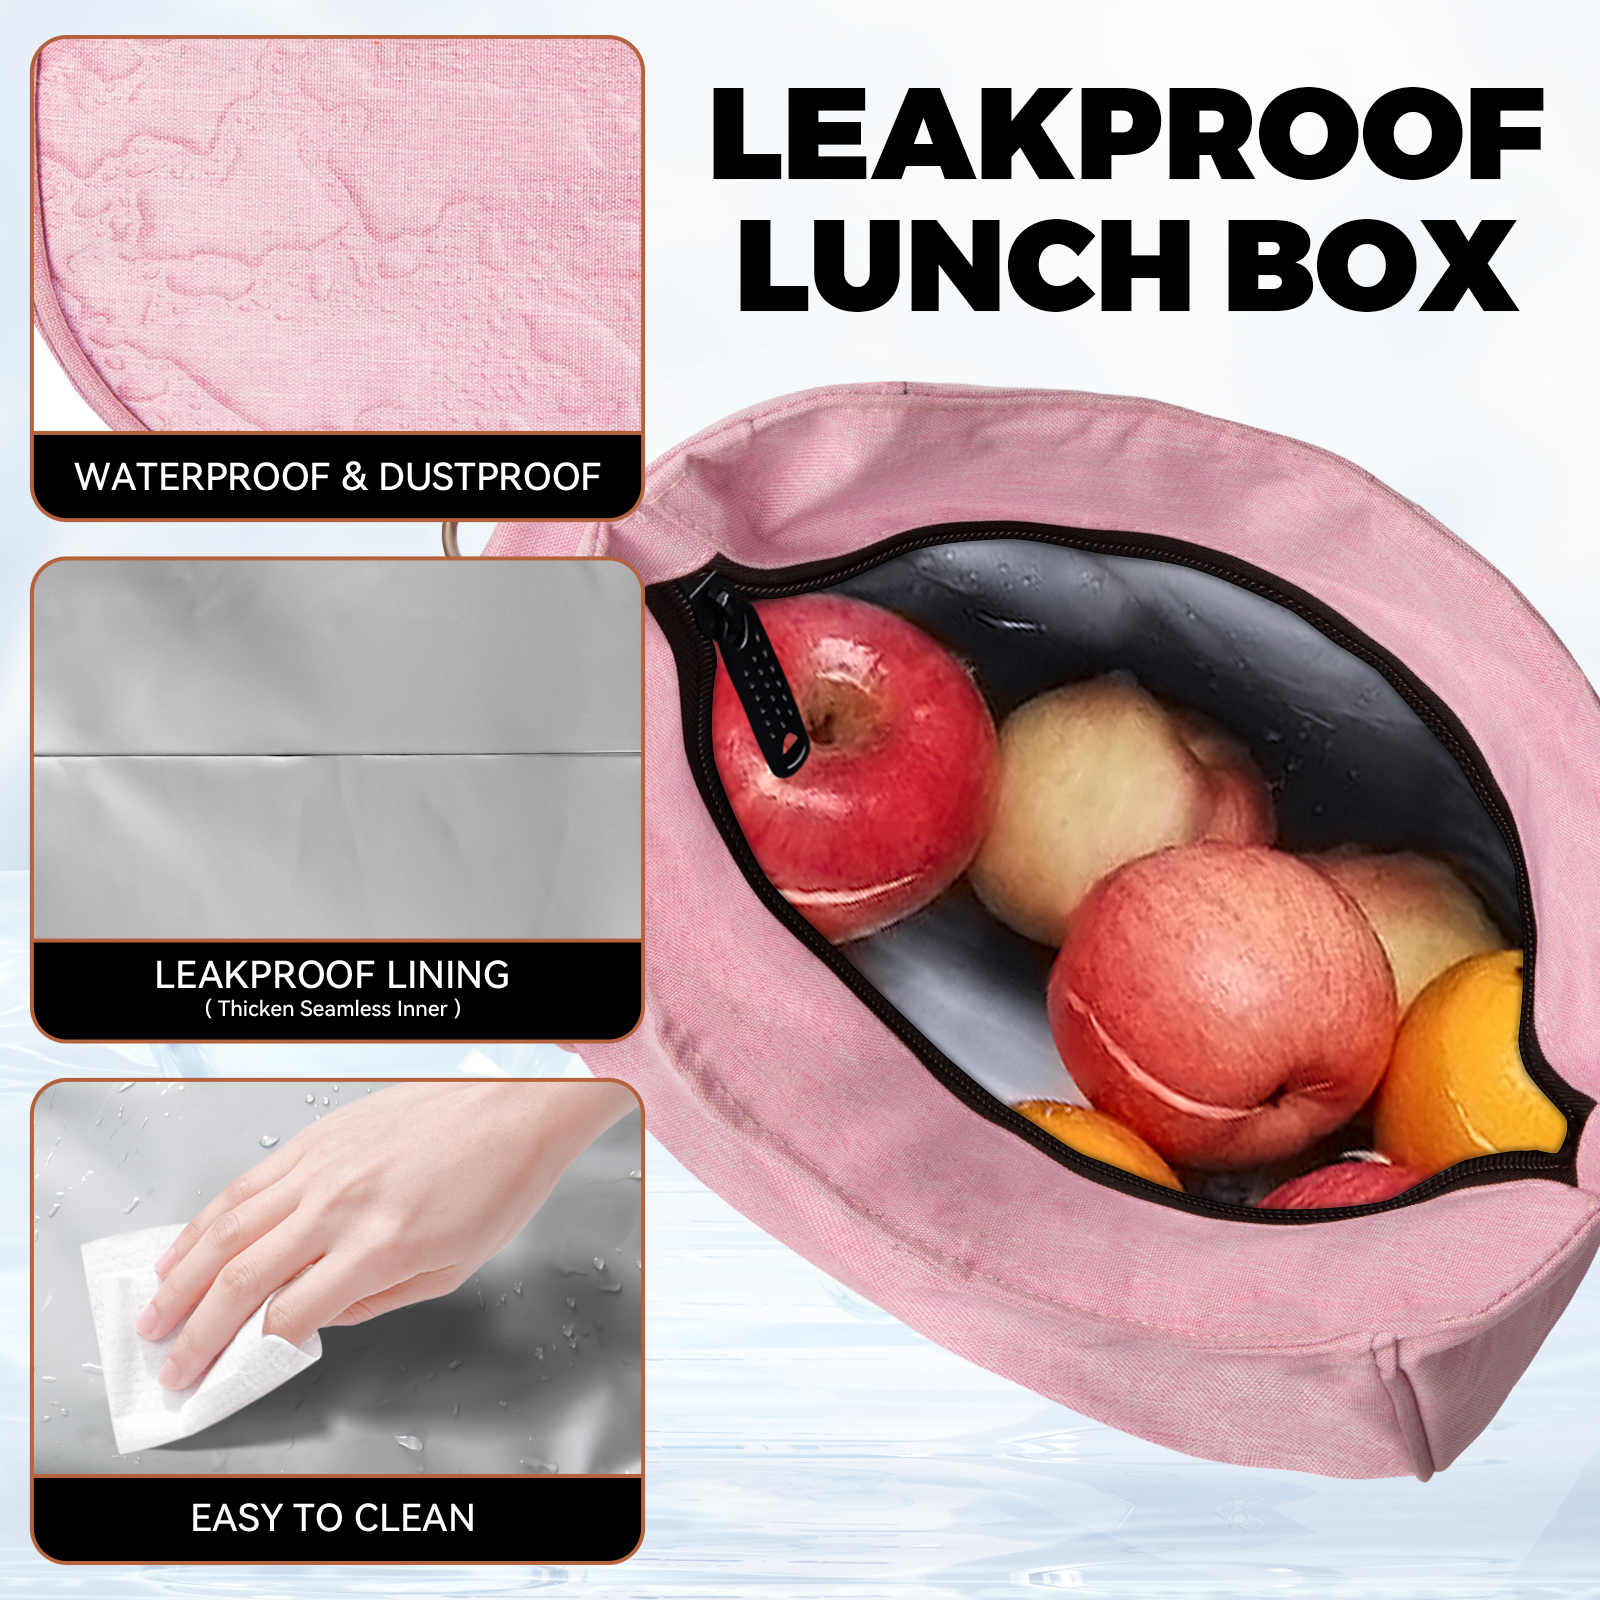 LEAKPROOF
LUNCH BOX
WATERPROOF & DUSTPROOF
LEAKPROOF LINING
( Thicken Seamless Inner )
EASY TO CLEAN